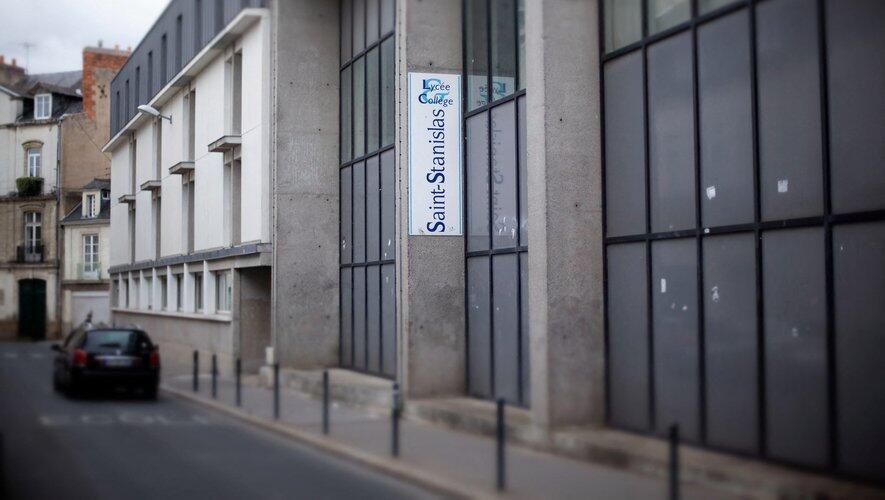 Lycée
& Collège
Saint-Stanislas